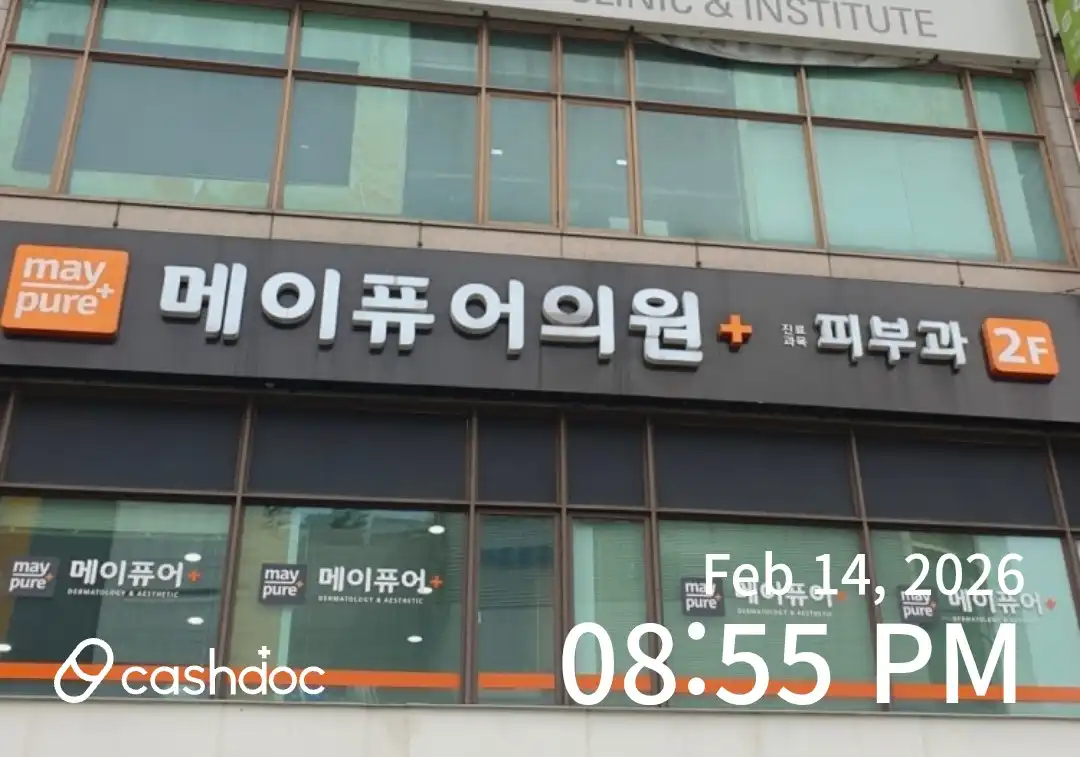 CLINIC & INSTITUTE
may
pure+
메이퓨어의원+
진료
과목
피부과
2F
may
pure+
메이퓨어+
DERMATOLOGY & AESTHETIC
may
pure+
메이퓨어+
DERMATOLOGY & AESTHETIC
may
pure+
메이퓨어+
DERMATOLOGY & AESTHETIC
may
pure+
메이퓨어+
DERMATOLOGY & AESTHETIC
Feb 14, 2026
08:55 PM
cashdoc